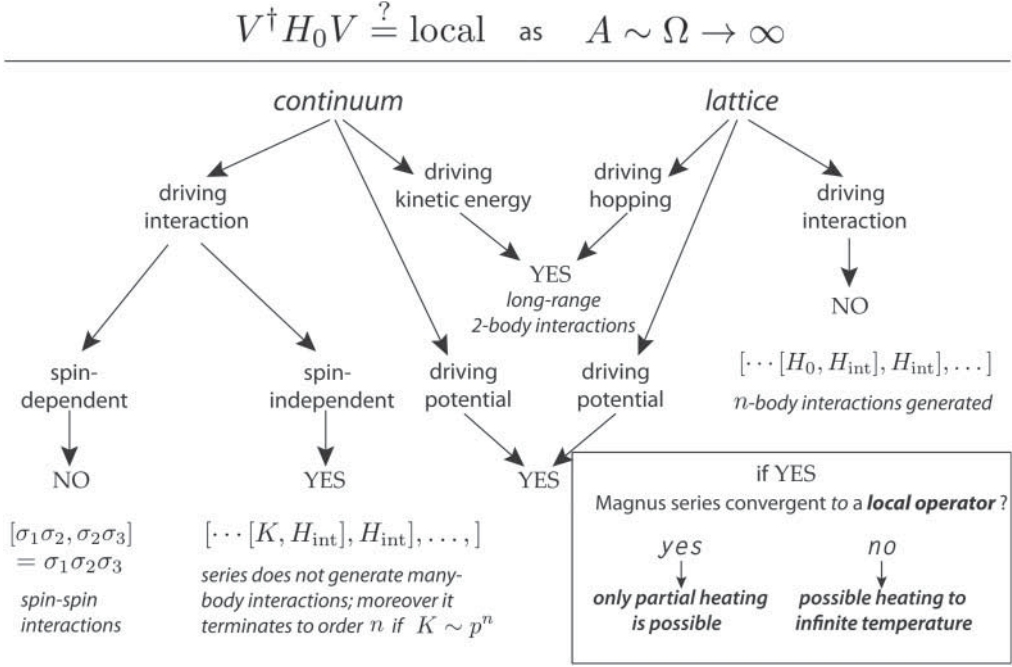 V†H₀V ≟ local as A ∼ Ω → ∞
continuum
lattice
driving
interaction
driving
kinetic energy
driving
hopping
driving
interaction
YES
long-range
2-body interactions
NO
spin-
dependent
spin-
independent
driving
potential
driving
potential
[··· [H₀, H_int], H_int], . . . ]
n-body interactions generated
NO
YES
YES
[σ₁σ₂, σ₂σ₃]
= σ₁σ₂σ₃
spin-spin
interactions
[··· [K, H_int], H_int], . . . , ]
series does not generate many-
body interactions; moreover it
terminates to order n if K ∼ pⁿ
if YES
Magnus series convergent to a local operator ?
yes
no
only partial heating
is possible
possible heating to
infinite temperature